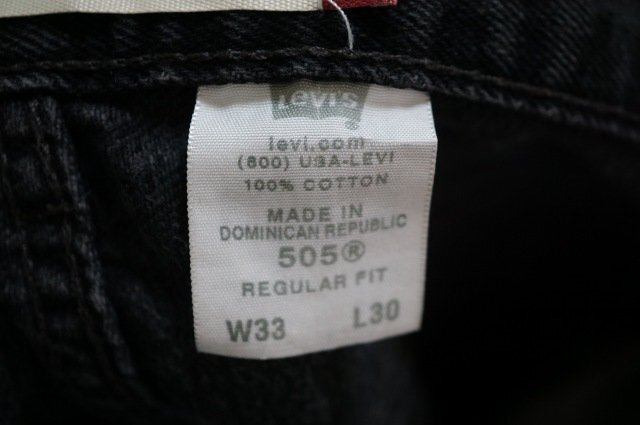 Levi's
®
levi.com
(800) USA-LEVI
100% COTTON
MADE IN
DOMINICAN REPUBLIC
505®
REGULAR FIT
W33 L30